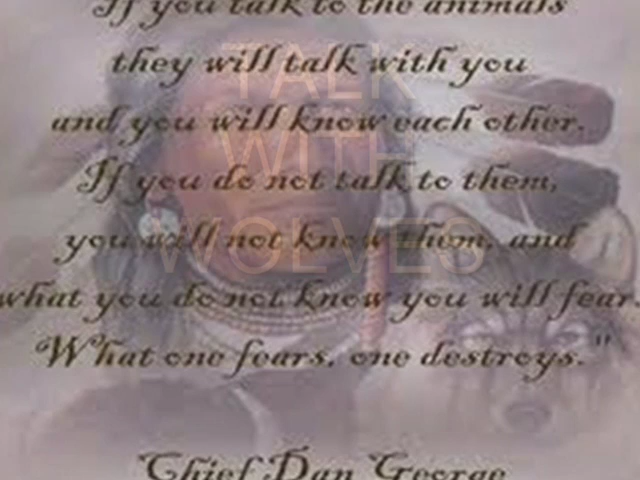 If you talk to the animals
they will talk with you
and you will know each other.
If you do not talk to them,
you will not know them, and
what you do not know you will fear.
What one fears, one destroys."
Chief Dan George
TALK
WITH
WOLVES